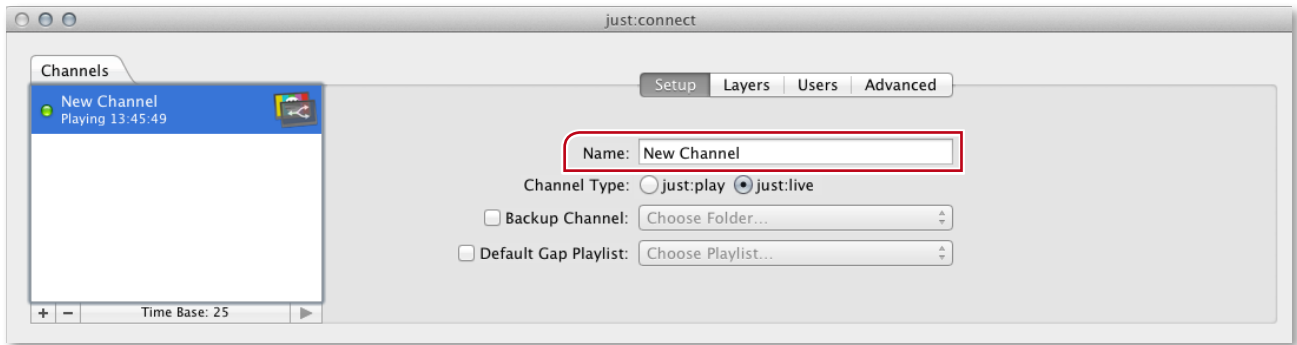 just:connect
Channels
New Channel
Playing 13:45:49
Setup Layers Users Advanced
Name: New Channel
Channel Type: just:play just:live
Backup Channel: Choose Folder...
Default Gap Playlist: Choose Playlist...
+ − Time Base: 25